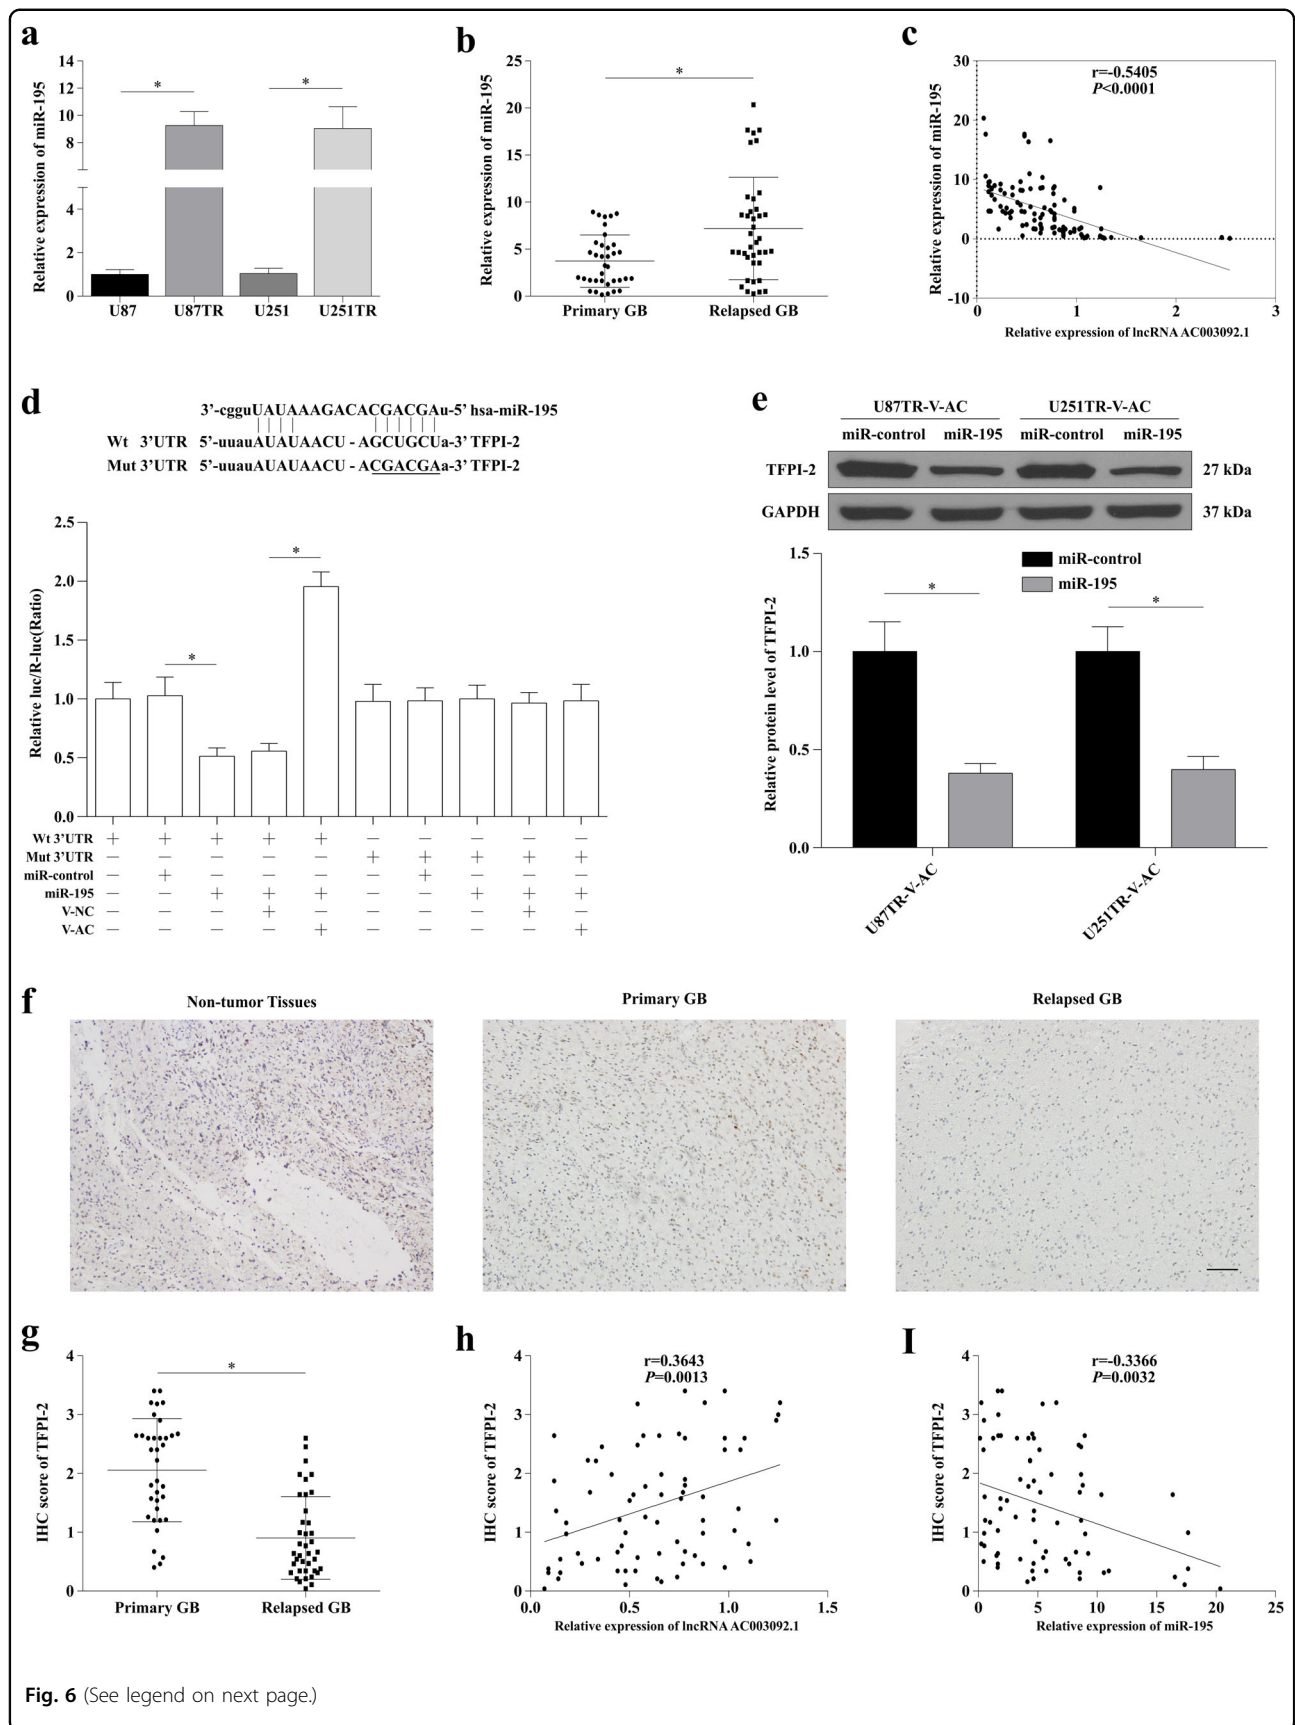 a
14
12
10
8
4
2
0
Relative expression of miR-195
*
*
U87
U87TR
U251
U251TR
b
25
20
15
10
5
0
Relative expression of miR-195
*
Primary GB
Relapsed GB
c
30
20
10
0
-10
Relative expression of miR-195
r=-0.5405
P<0.0001
0
1
2
3
Relative expression of lncRNA AC003092.1
d
3'-cgguUAUAAAGACACGACGAu-5' hsa-miR-195
Wt 3'UTR 5'-uuauAUAUAACU - AGCUGCUa-3' TFPI-2
Mut 3'UTR 5'-uuauAUAUAACU - ACGACGAa-3' TFPI-2
2.5
2.0
1.5
1.0
0.5
0.0
Relative luc/R-luc(Ratio)
*
*
Wt 3'UTR + + + + + — — — — —
Mut 3'UTR — — — — — + + + + +
miR-control — + — — — — + — — —
miR-195 — — + + + — — + + +
V-NC — — — + — — — — + —
V-AC — — — — + — — — — +
e
U87TR-V-AC U251TR-V-AC
miR-control miR-195 miR-control miR-195
TFPI-2 27 kDa
GAPDH 37 kDa
1.5
1.0
0.5
0.0
Relative protein level of TFPI-2
miR-control
miR-195
*
*
U87TR-V-AC
U251TR-V-AC
f
Non-tumor Tissues
Primary GB
Relapsed GB
g
4
3
2
1
0
IHC score of TFPI-2
*
Primary GB
Relapsed GB
h
4
3
2
1
0
IHC score of TFPI-2
r=0.3643
P=0.0013
0.0
0.5
1.0
1.5
Relative expression of lncRNA AC003092.1
I
4
3
2
1
0
IHC score of TFPI-2
r=-0.3366
P=0.0032
0
5
10
15
20
25
Relative expression of miR-195
Fig. 6 (See legend on next page.)